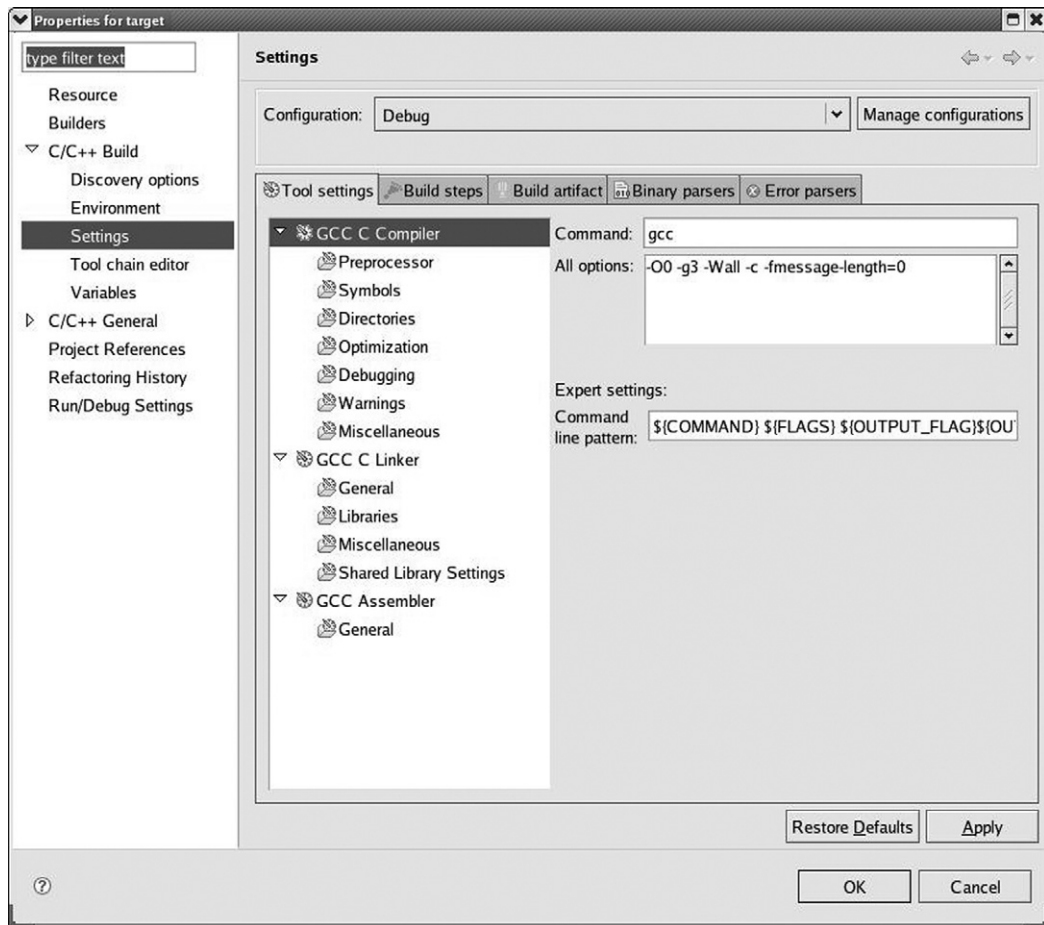 Properties for target
type filter text
Resource
Builders
C/C++ Build
Discovery options
Environment
Settings
Tool chain editor
Variables
C/C++ General
Project References
Refactoring History
Run/Debug Settings
Settings
Configuration: Debug Manage configurations
Tool settings Build steps Build artifact Binary parsers Error parsers
GCC C Compiler
Preprocessor
Symbols
Directories
Optimization
Debugging
Warnings
Miscellaneous
GCC C Linker
General
Libraries
Miscellaneous
Shared Library Settings
GCC Assembler
General
Command: gcc
All options: -O0 -g3 -Wall -c -fmessage-length=0
Expert settings:
Command
line pattern: ${COMMAND} ${FLAGS} ${OUTPUT_FLAG}${OU
Restore Defaults Apply
OK Cancel